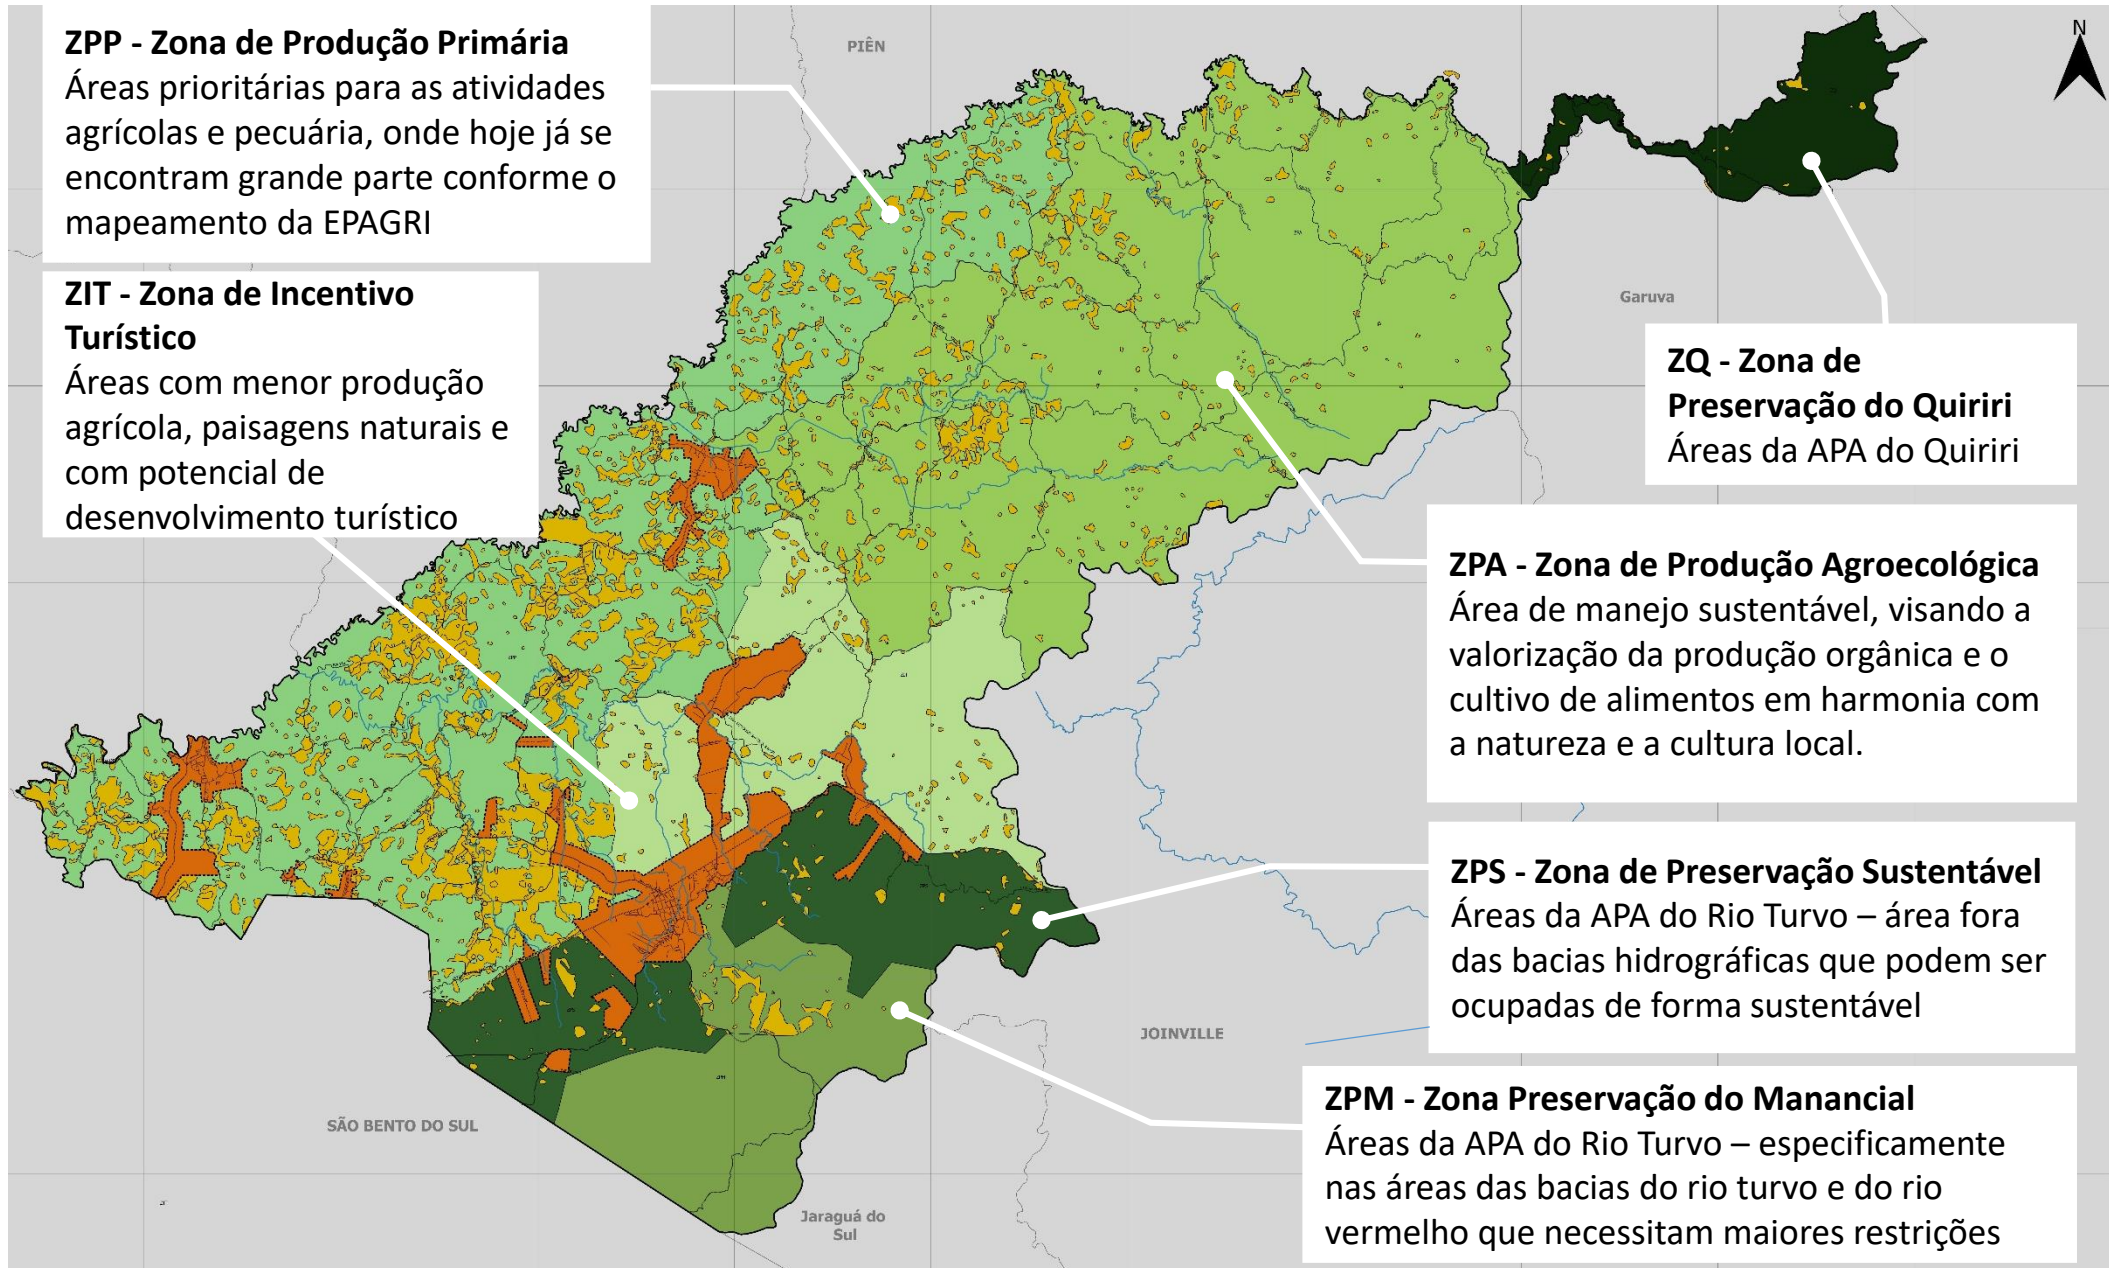 ZPP - Zona de Produção Primária
Áreas prioritárias para as atividades
agrícolas e pecuária, onde hoje já se
encontram grande parte conforme o
mapeamento da EPAGRI
PIÊN
N
ZIT - Zona de Incentivo
Turístico
Áreas com menor produção
agrícola, paisagens naturais e
com potencial de
desenvolvimento turístico
Garuva
ZQ - Zona de
Preservação do Quiriri
Áreas da APA do Quiriri
ZPA - Zona de Produção Agroecológica
Área de manejo sustentável, visando a
valorização da produção orgânica e o
cultivo de alimentos em harmonia com
a natureza e a cultura local.
ZPS - Zona de Preservação Sustentável
Áreas da APA do Rio Turvo – área fora
das bacias hidrográficas que podem ser
ocupadas de forma sustentável
JOINVILLE
ZPM - Zona Preservação do Manancial
Áreas da APA do Rio Turvo – especificamente
nas áreas das bacias do rio turvo e do rio
vermelho que necessitam maiores restrições
SÃO BENTO DO SUL
Jaraguá do
Sul